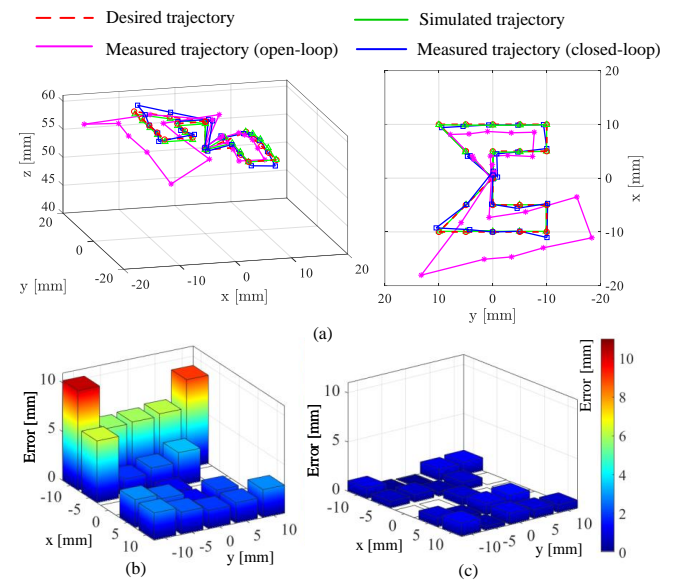 Desired trajectory
Simulated trajectory
Measured trajectory (open-loop)
Measured trajectory (closed-loop)
60
55
50
45
40
z [mm]
20
0
-20
y [mm]
-20
-10
0
10
20
x [mm]
20
10
0
-10
-20
x [mm]
20
10
0
-10
-20
y [mm]
(a)
10
5
0
Error [mm]
-10
-5
0
5
10
x [mm]
-10
-5
0
5
10
y [mm]
(b)
10
5
0
Error [mm]
-10
-5
0
5
10
x [mm]
-10
-5
0
5
10
y [mm]
(c)
Error [mm]
10
8
6
4
2
0